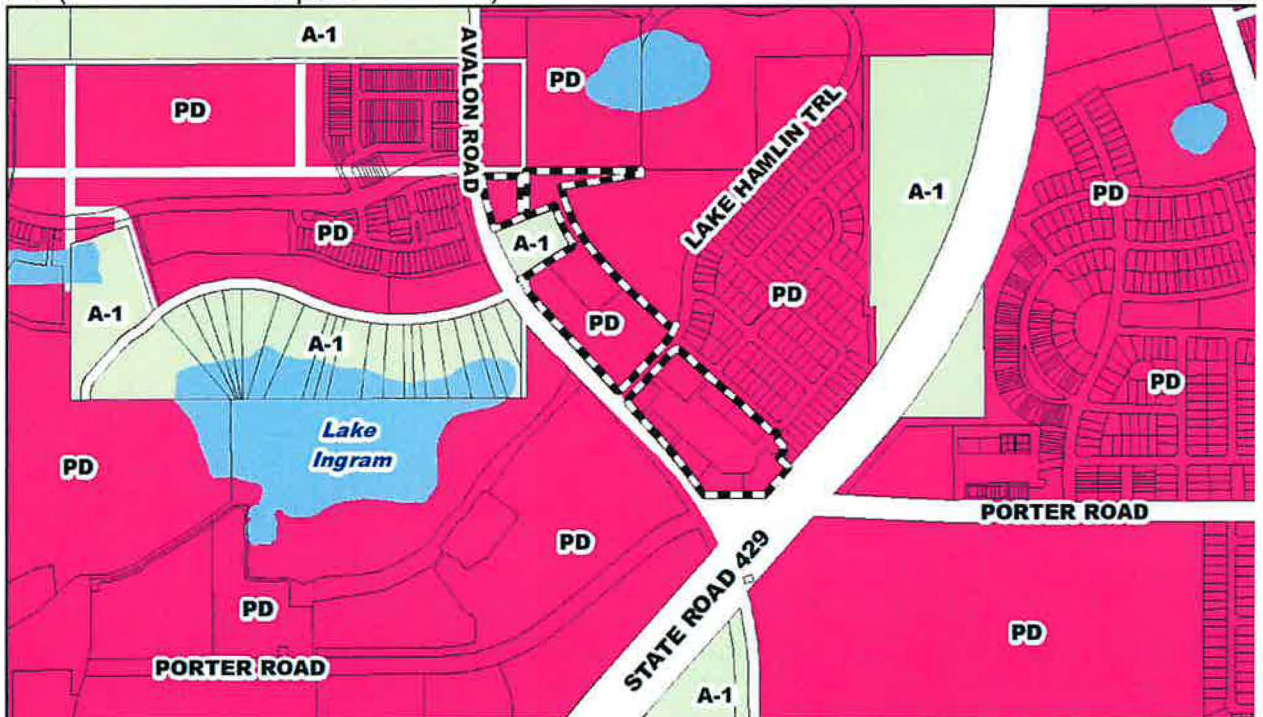 A-1
AVALON ROAD
PD
PD
LAKE HAMLIN TRL
A-1
PD
PD
A-1
PD
A-1
A-1
PD
PD
Lake
Ingram
PD
PD
PORTER ROAD
PD
STATE ROAD 429
PD
PD
PORTER ROAD
A-1